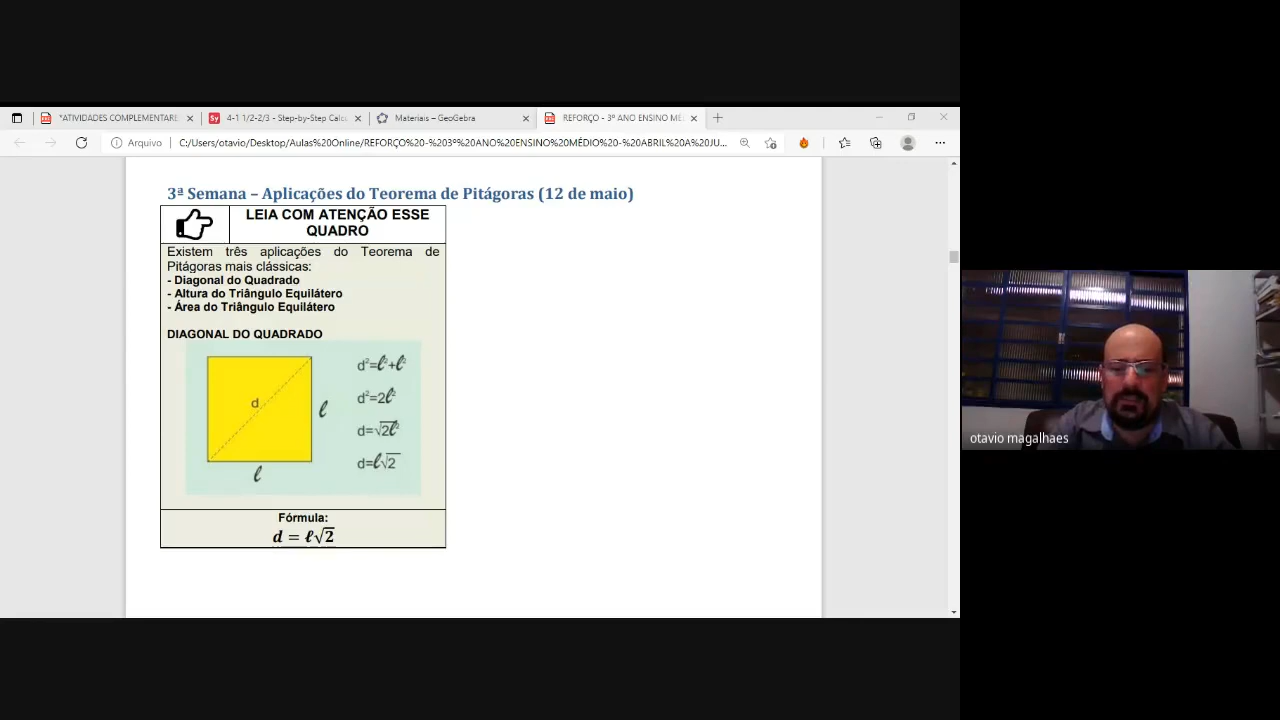 *ATIVIDADES COMPLEMENTARE
4-1 1/2-2/3 - Step-by-Step Calcu
Materiais – GeoGebra
REFORÇO - 3º ANO ENSINO MÉ
Arquivo
C:/Users/otavio/Desktop/Aulas%20Online/REFORÇO%20-%203º%20ANO%20ENSINO%20MÉDIO%20-%20ABRIL%20A%20JU...
3ª Semana – Aplicações do Teorema de Pitágoras (12 de maio)
LEIA COM ATENÇÃO ESSE
QUADRO
Existem três aplicações do Teorema de
Pitágoras mais clássicas:
- Diagonal do Quadrado
- Altura do Triângulo Equilátero
- Área do Triângulo Equilátero
DIAGONAL DO QUADRADO
d²=ℓ²+ℓ²
d²=2ℓ²
d
ℓ
d=√2ℓ²
d=ℓ√2
ℓ
Fórmula:
d = ℓ√2
otavio magalhaes